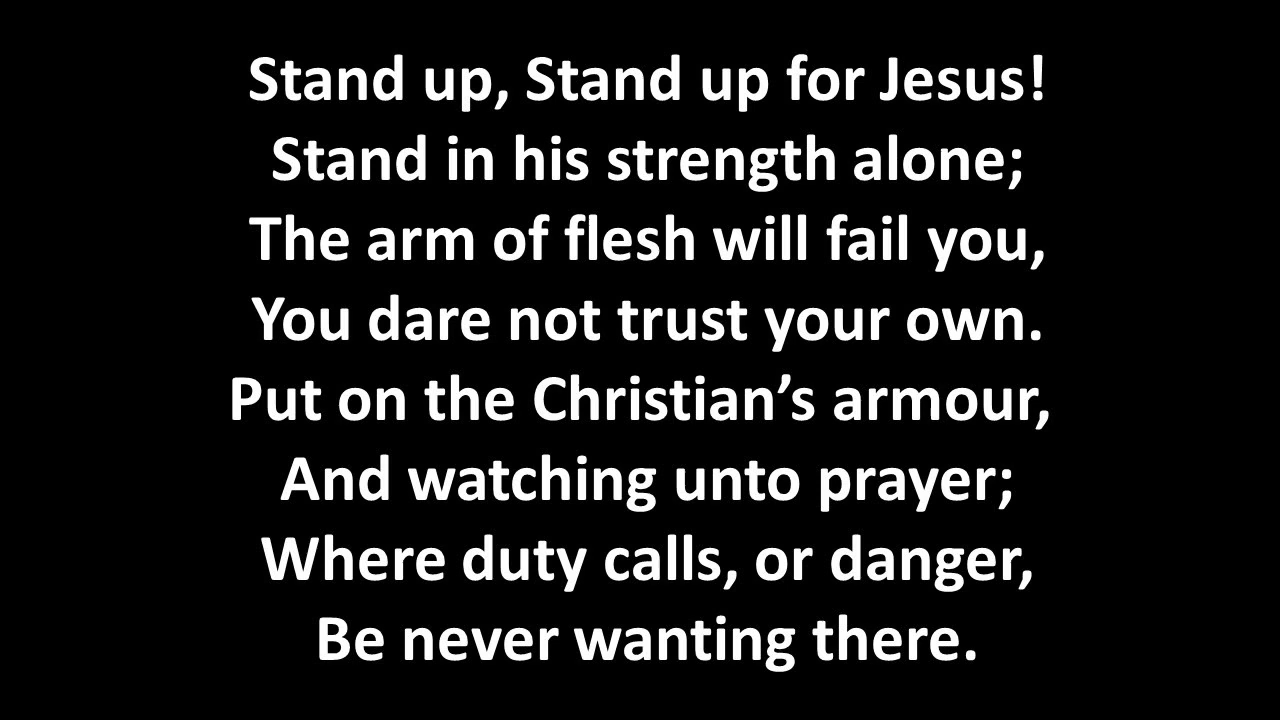 Stand up, Stand up for Jesus!
Stand in his strength alone;
The arm of flesh will fail you,
You dare not trust your own.
Put on the Christian’s armour,
And watching unto prayer;
Where duty calls, or danger,
Be never wanting there.